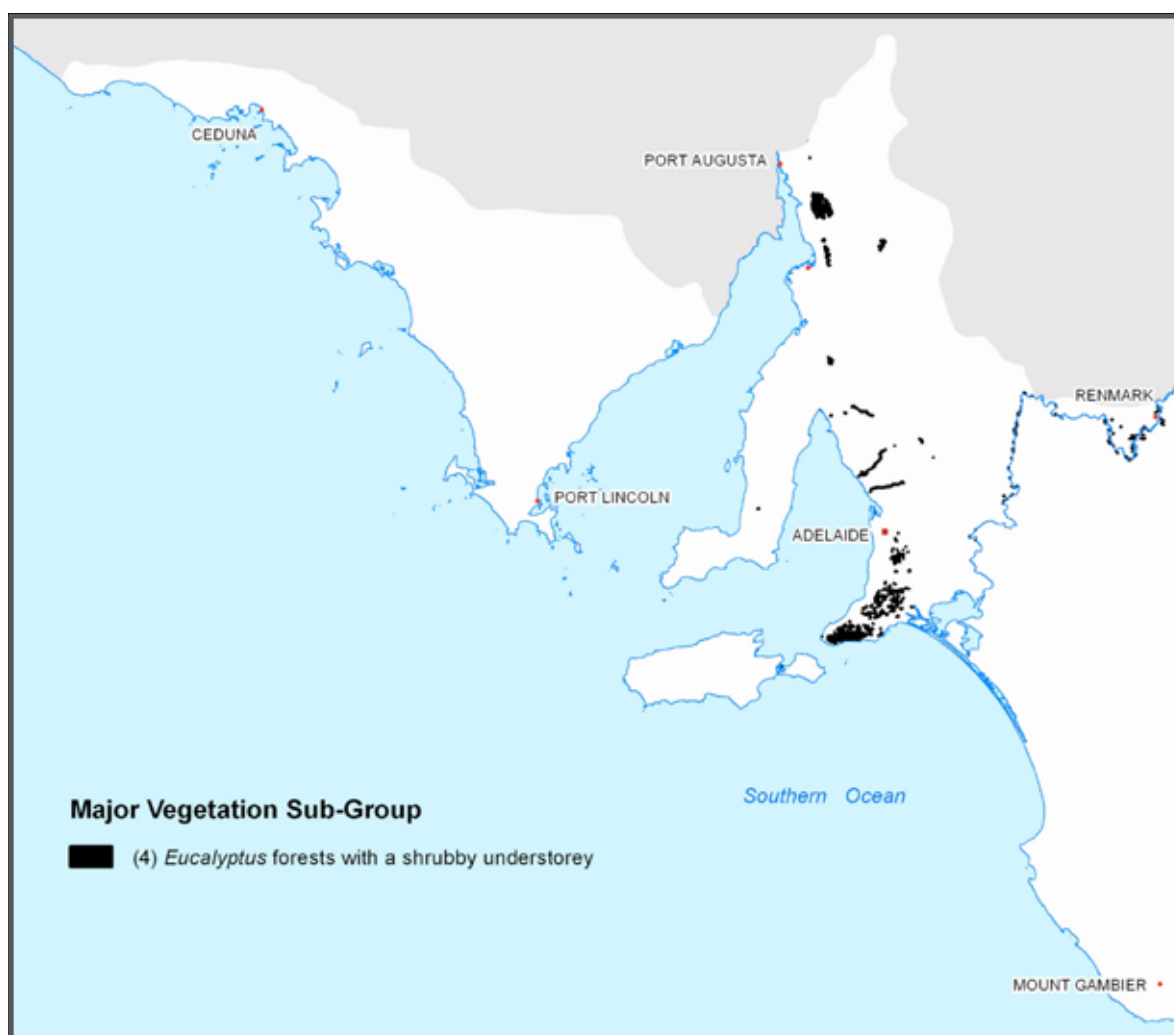 CEDUNA
PORT AUGUSTA
RENMARK
PORT LINCOLN
ADELAIDE
Southern Ocean
Major Vegetation Sub-Group
(4) Eucalyptus forests with a shrubby understorey
MOUNT GAMBIER